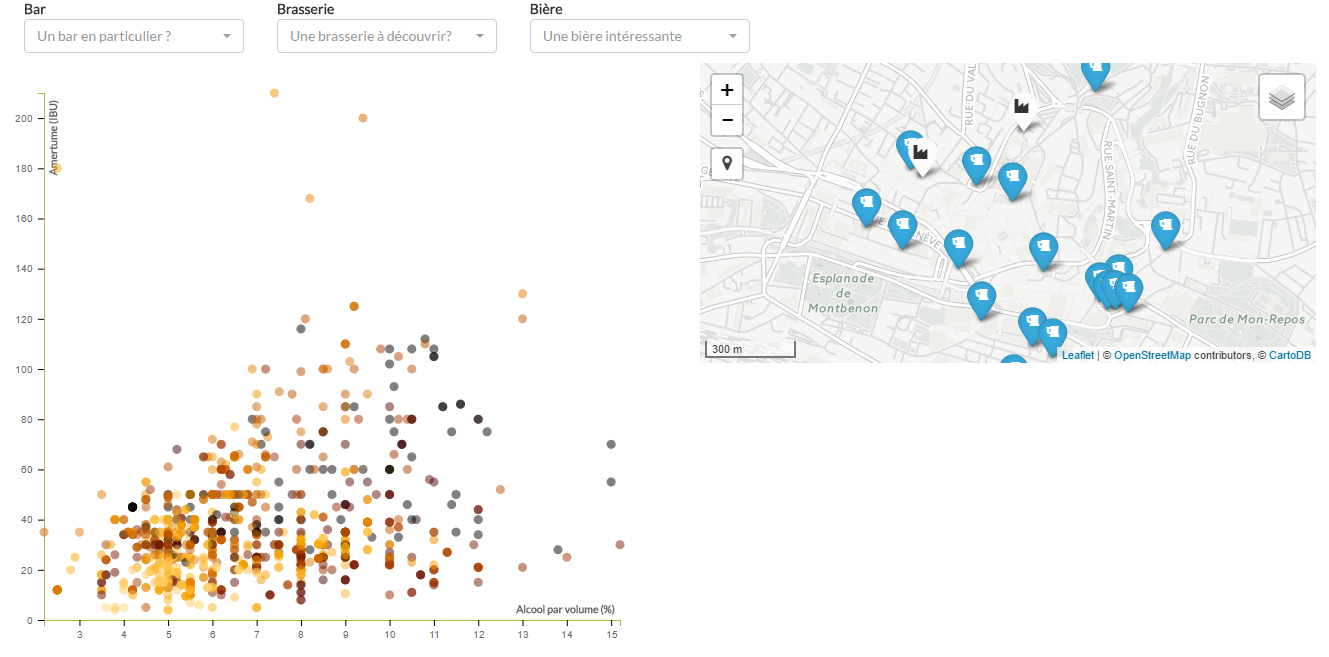 Bar
Brasserie
Bière
Un bar en particulier ?
Une brasserie à découvrir?
Une bière intéressante
Amertume (IBU)
200
180
160
140
120
100
80
60
40
20
0
Alcool par volume (%)
3 4 5 6 7 8 9 10 11 12 13 14 15
+
−
RUE DU VAL
RUE DU BUGNON
RUE SAINT-MARTIN
GE
NÈVE
Esplanade
de
Montbenon
Parc de Mon-Repos
300 m
Leaflet | © OpenStreetMap contributors, © CartoDB